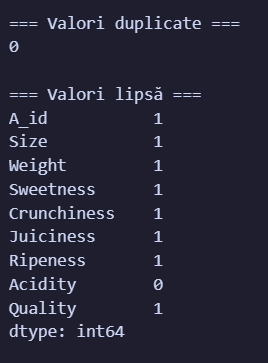 === Valori duplicate ===
0

=== Valori lipsă ===
A_id           1
Size           1
Weight         1
Sweetness      1
Crunchiness    1
Juiciness      1
Ripeness       1
Acidity        0
Quality        1
dtype: int64